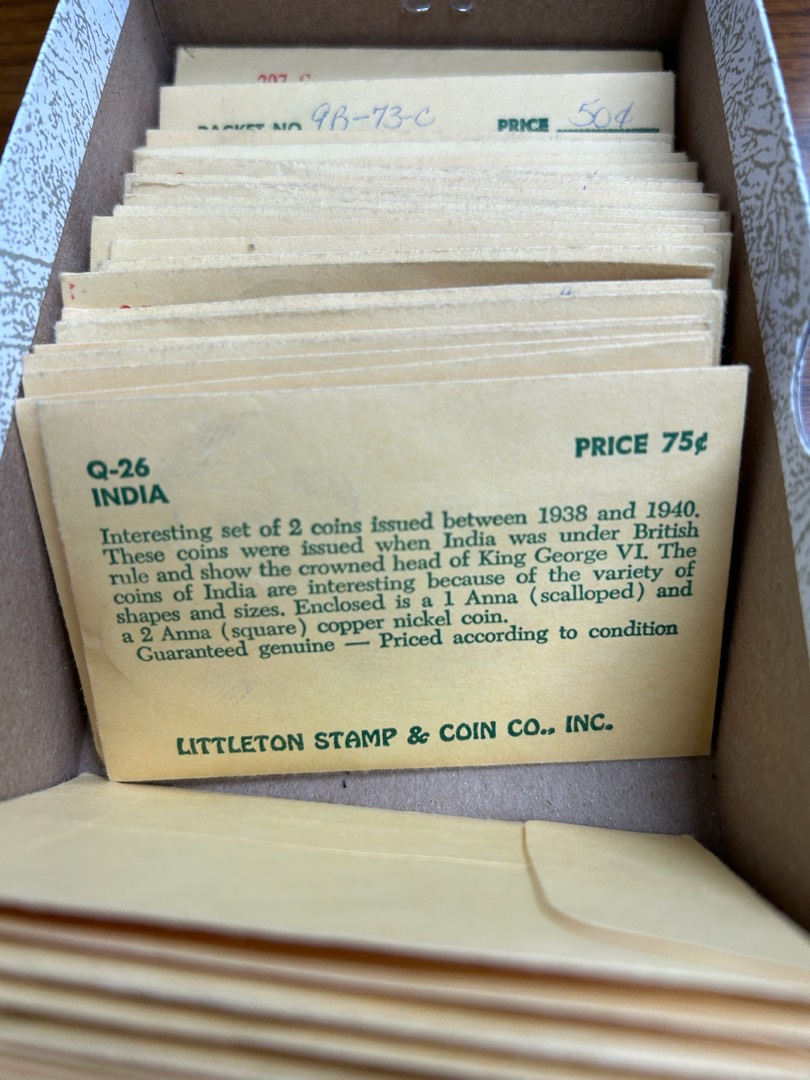 PACKET NO 9B-73-C PRICE 50¢
Q-26
PRICE 75¢
INDIA
Interesting set of 2 coins issued between 1938 and 1940.
These coins were issued when India was under British
rule and show the crowned head of King George VI. The
coins of India are interesting because of the variety of
shapes and sizes. Enclosed is a 1 Anna (scalloped) and
a 2 Anna (square) copper nickel coin.
Guaranteed genuine — Priced according to condition
LITTLETON STAMP & COIN CO., INC.